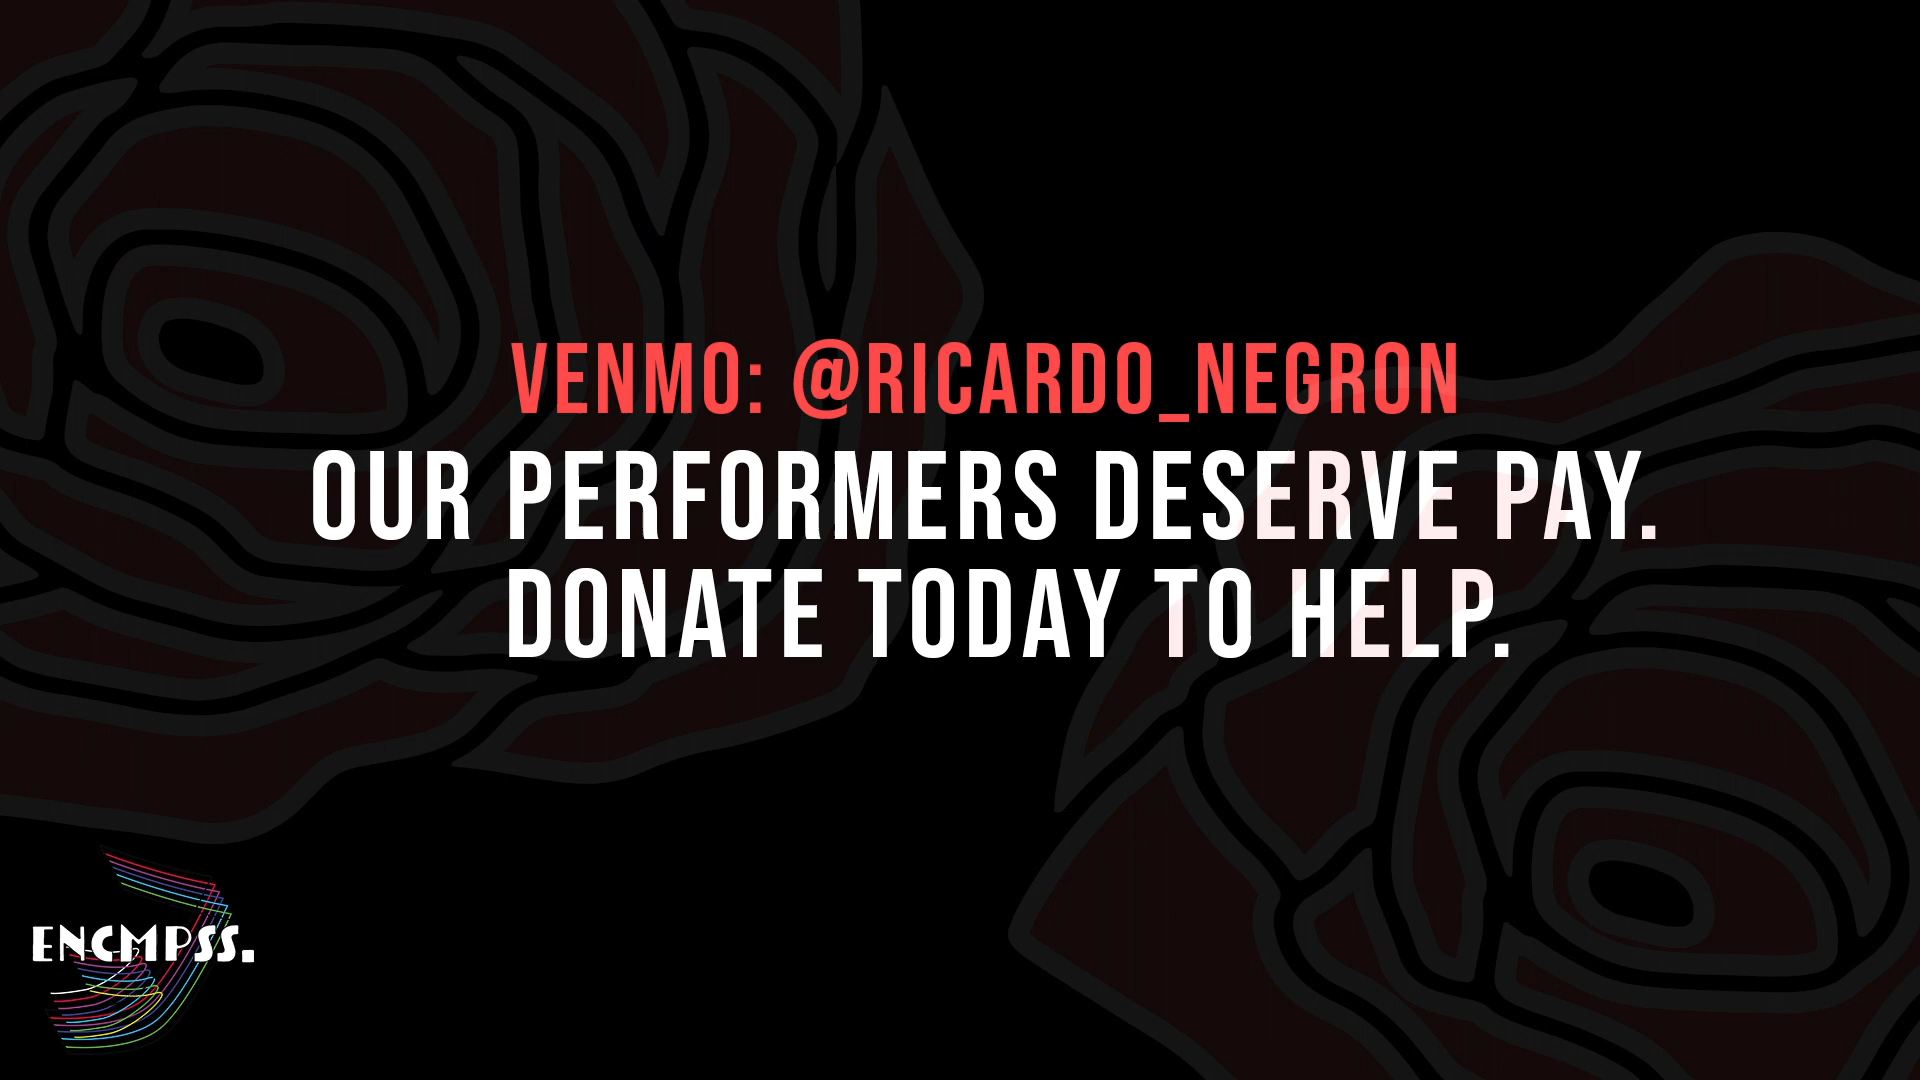 VENMO: @RICARDO_NEGRON
OUR PERFORMERS DESERVE PAY.
DONATE TODAY TO HELP.
ENCMPSS.